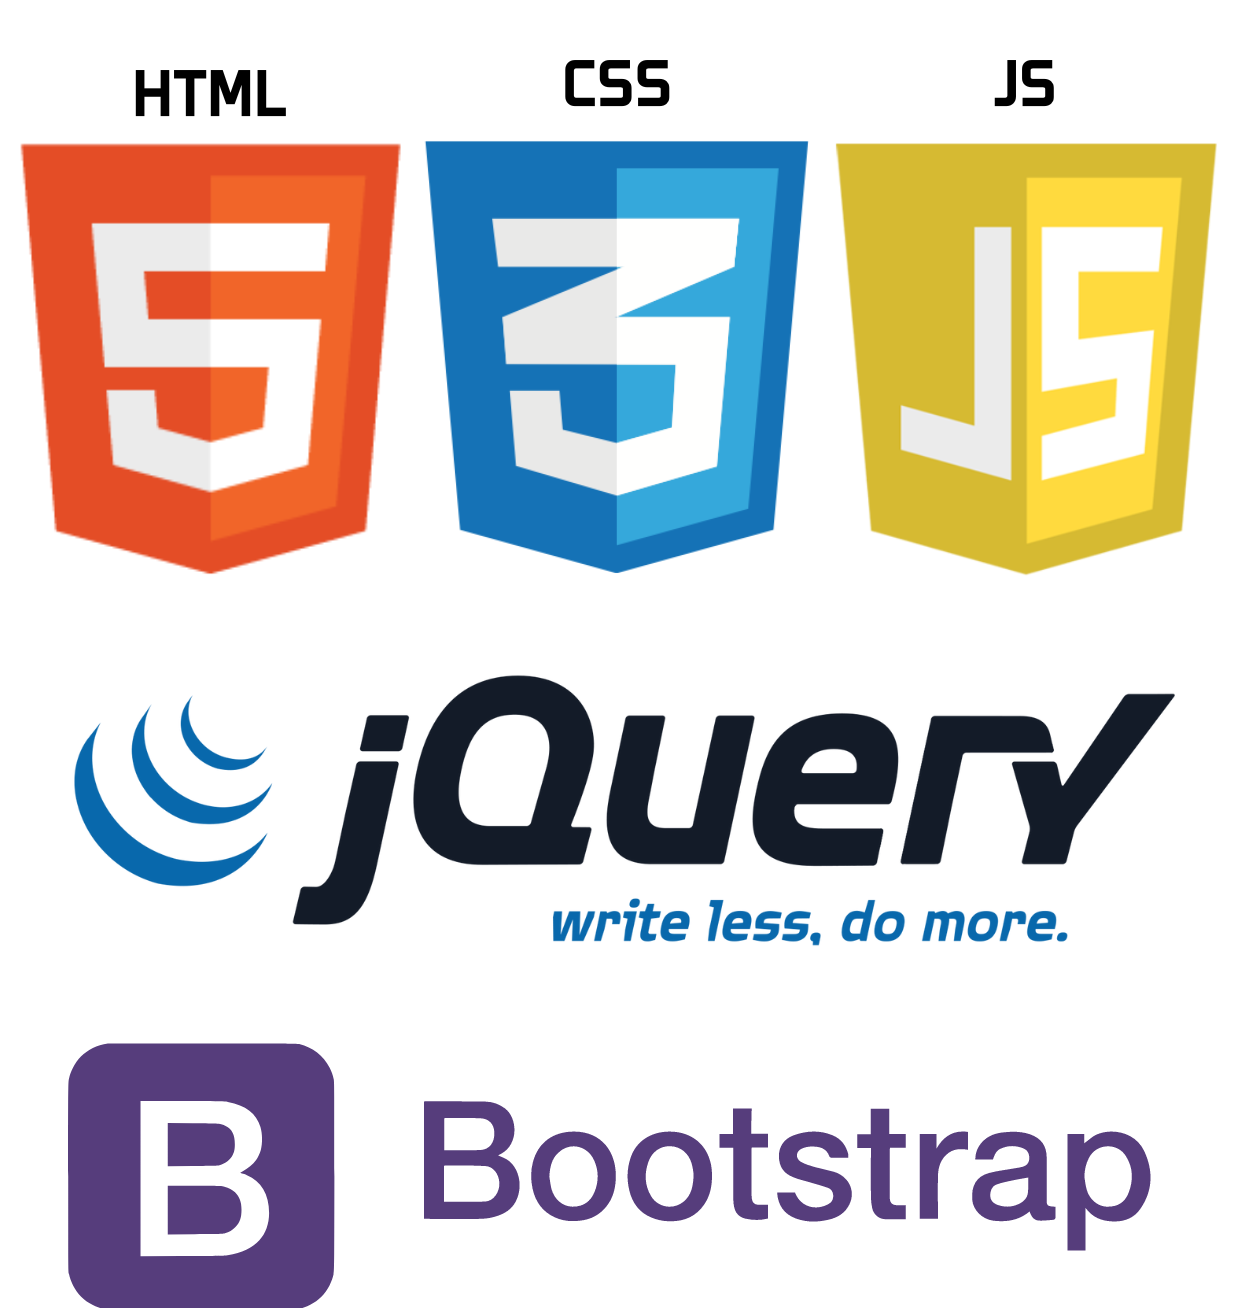 HTML CSS JS
5 3 JS
jQuery
write less, do more.
B Bootstrap